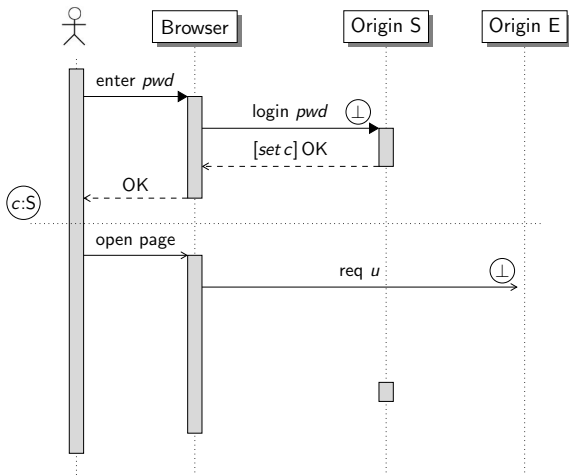 Browser
Origin S
Origin E
enter pwd
login pwd
⊥
[set c] OK
OK
c:S
open page
req u
⊥